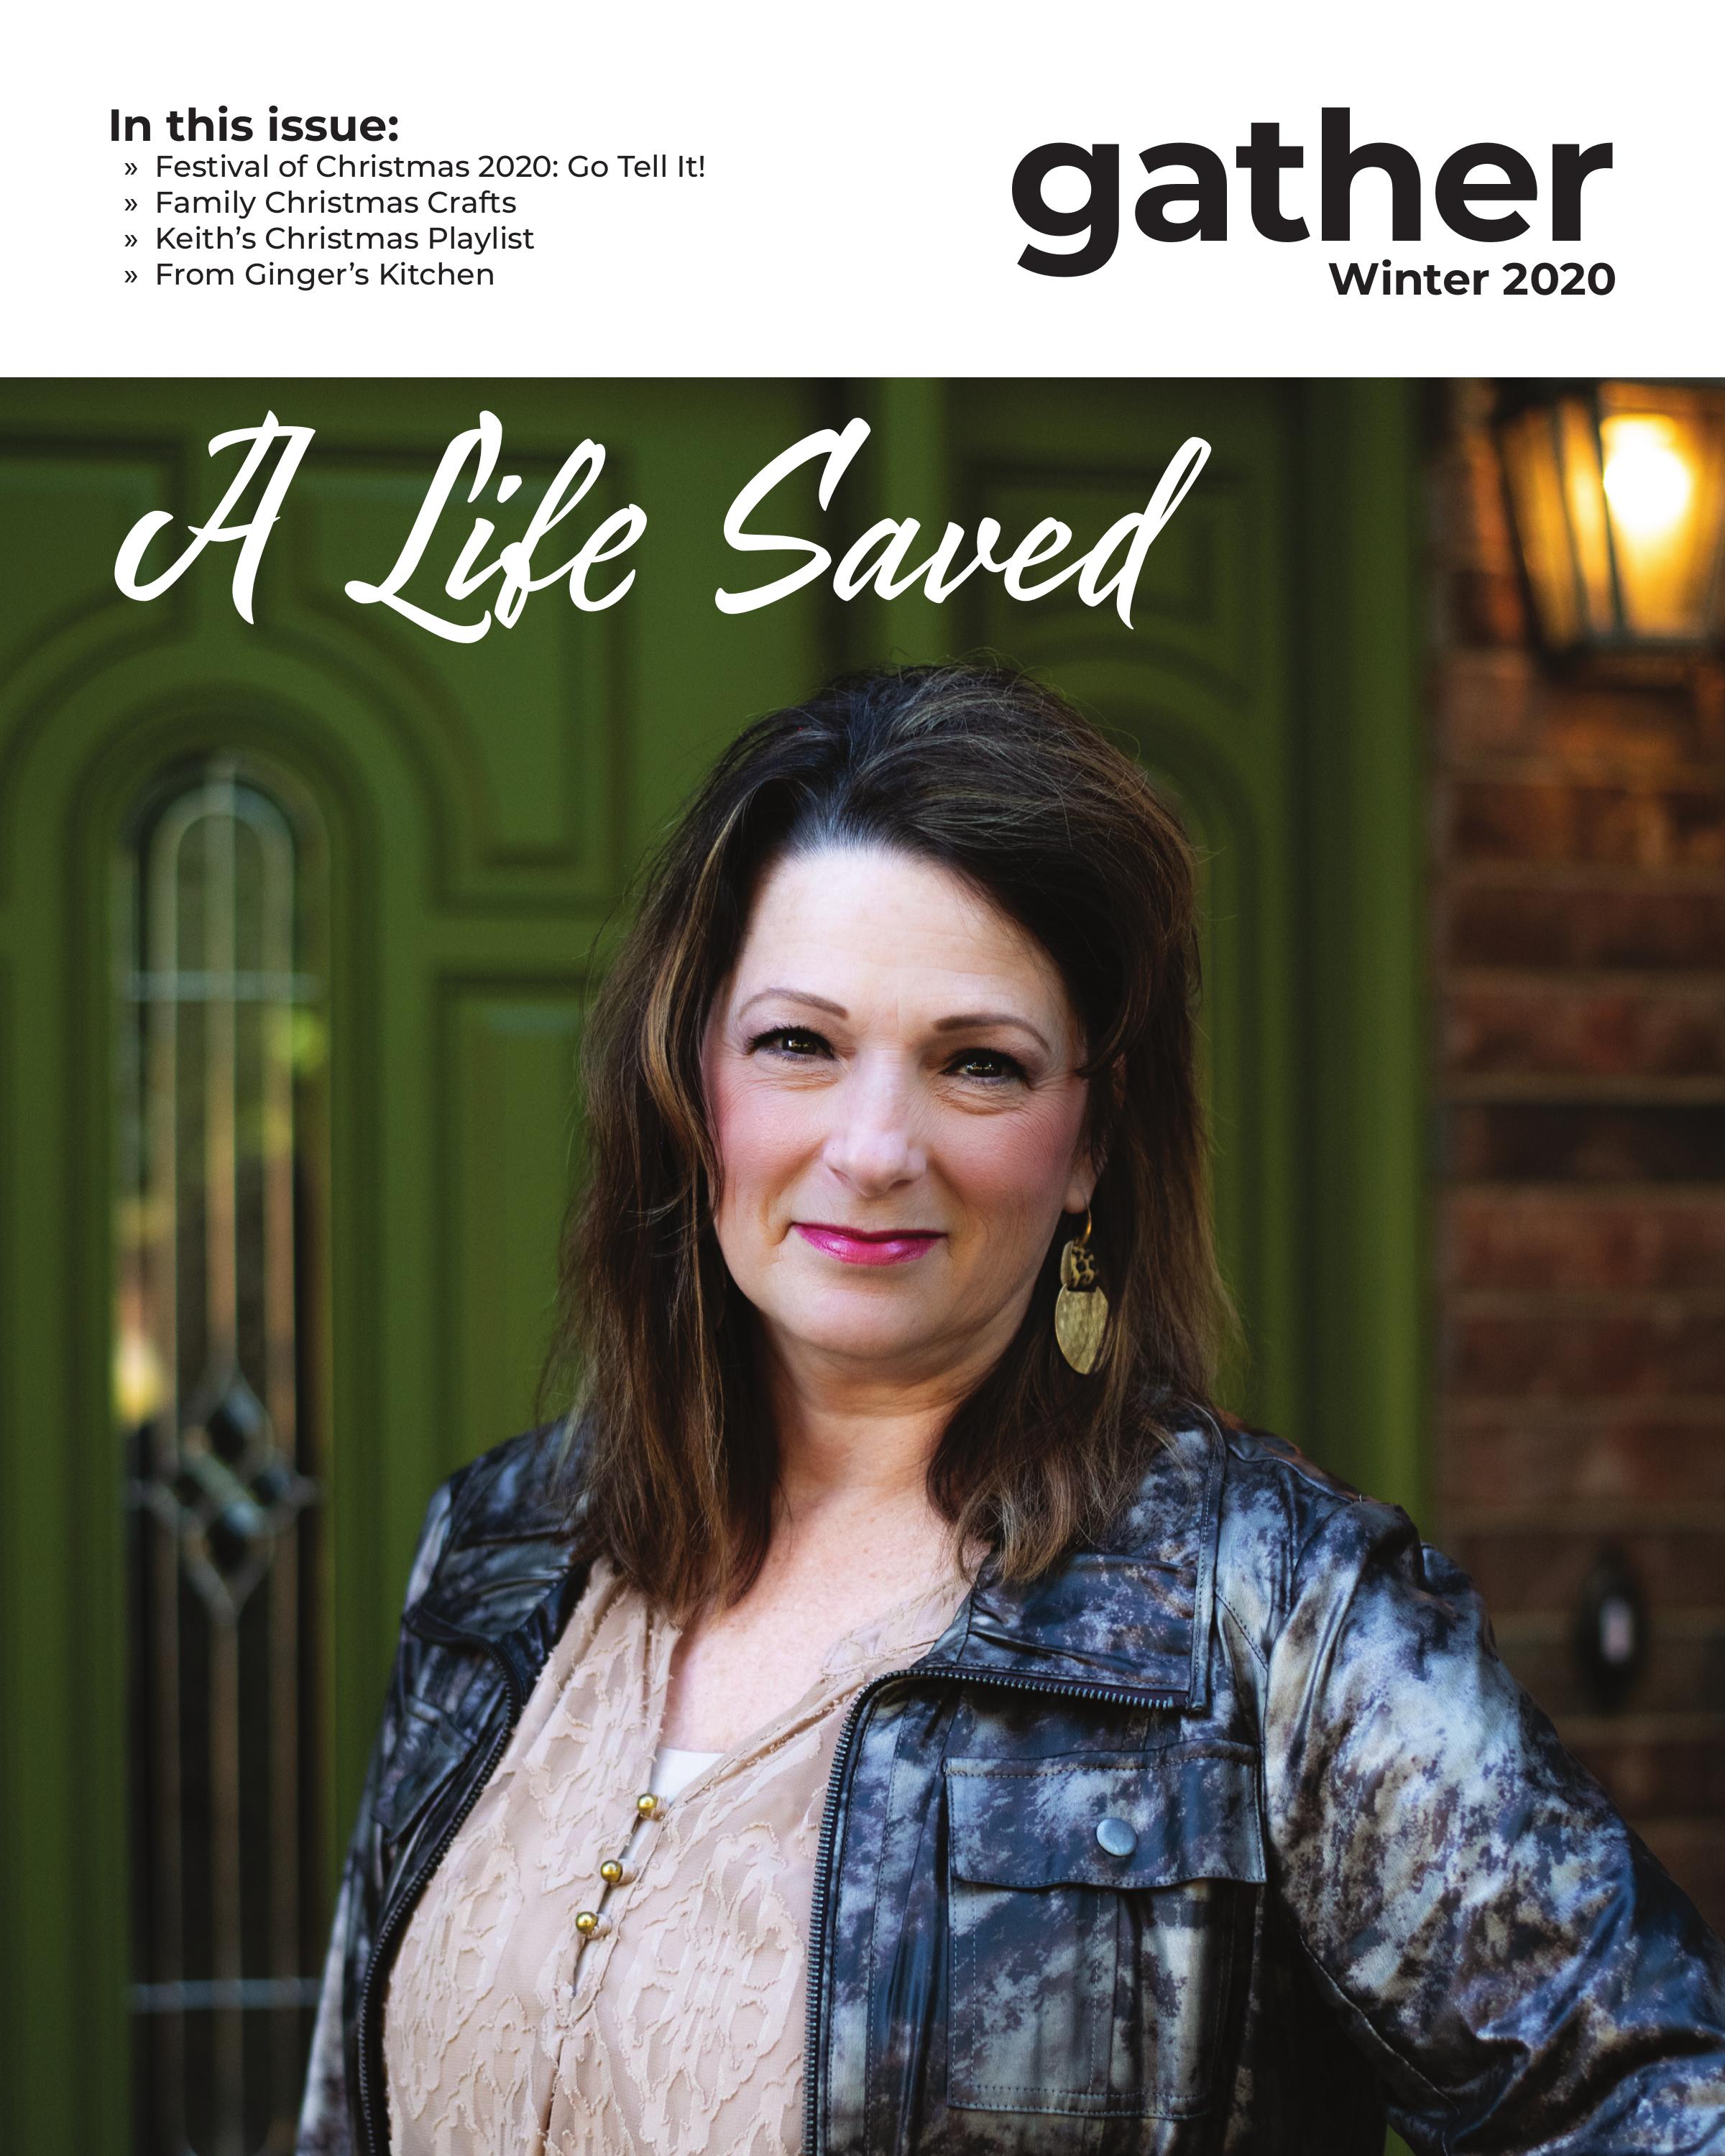 In this issue:
» Festival of Christmas 2020: Go Tell It!
» Family Christmas Crafts
» Keith’s Christmas Playlist
» From Ginger’s Kitchen
gather
Winter 2020
A Life Saved